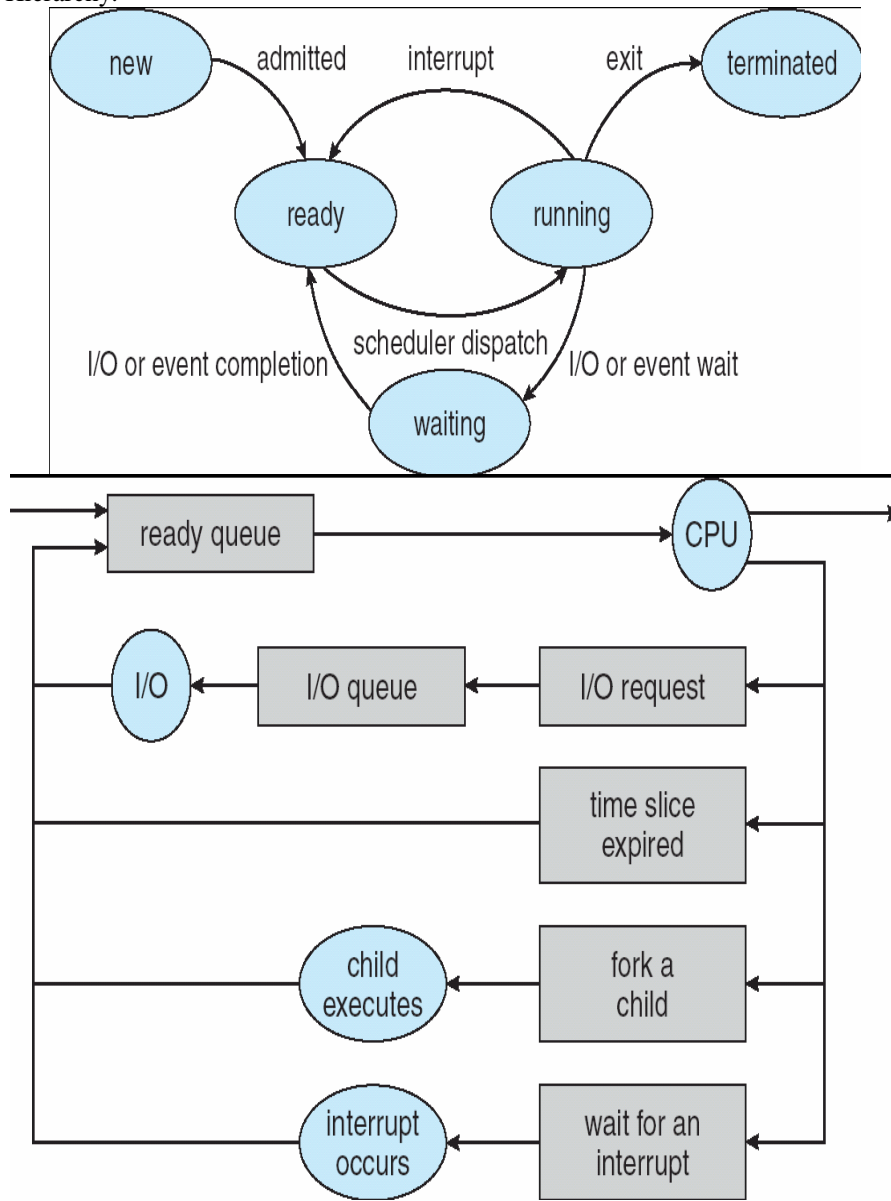 Hierarchy.
new
admitted
interrupt
exit
terminated
ready
running
I/O or event completion
scheduler dispatch
I/O or event wait
waiting
ready queue
CPU
I/O
I/O queue
I/O request
time slice
expired
child
executes
fork a
child
interrupt
occurs
wait for an
interrupt